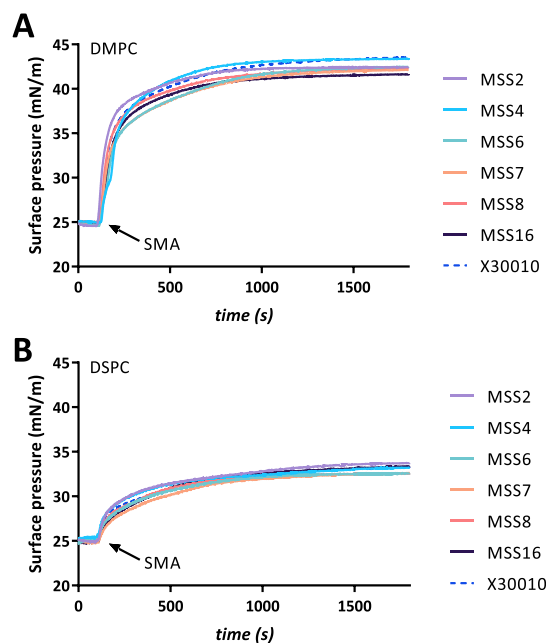 A
DMPC
45
40
35
30
25
20
Surface pressure (mN/m)
SMA
0
500
1000
1500
time (s)
MSS2
MSS4
MSS6
MSS7
MSS8
MSS16
X30010
B
DSPC
45
40
35
30
25
20
Surface pressure (mN/m)
SMA
0
500
1000
1500
time (s)
MSS2
MSS4
MSS6
MSS7
MSS8
MSS16
X30010